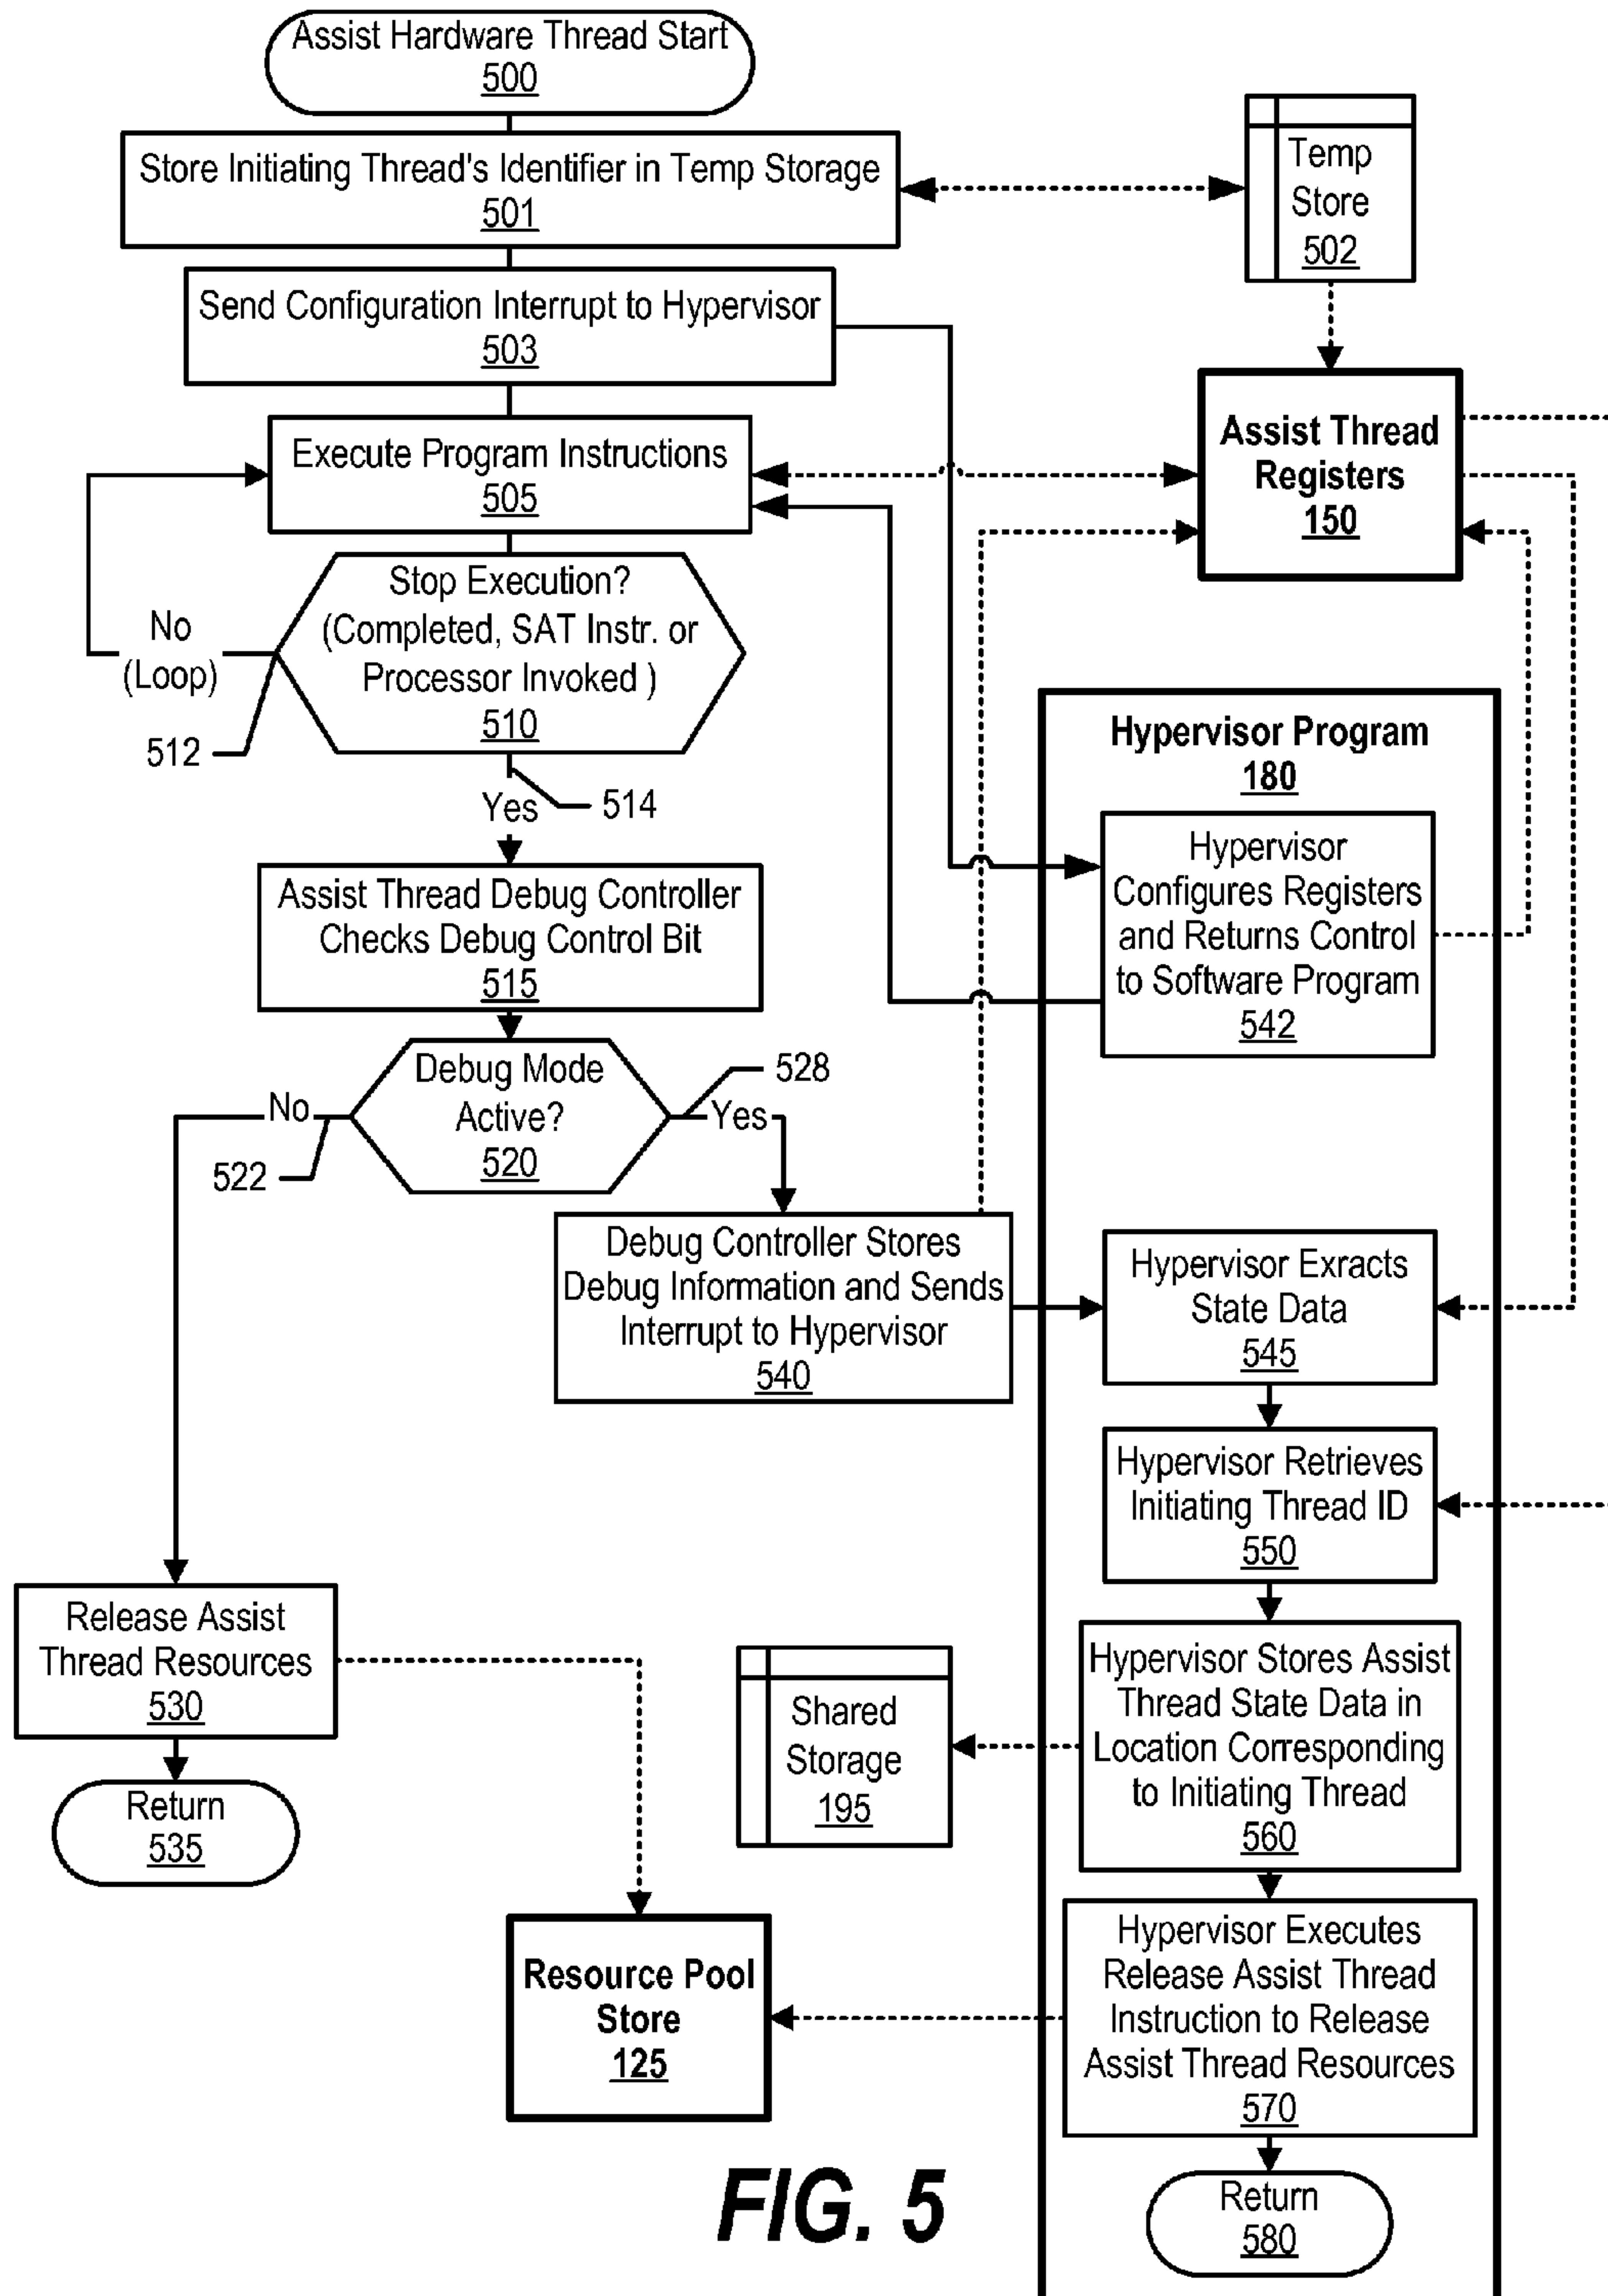 Assist Hardware Thread Start
500
Store Initiating Thread's Identifier in Temp Storage
501
Temp
Store
502
Send Configuration Interrupt to Hypervisor
503
Execute Program Instructions
505
Assist Thread
Registers
150
Stop Execution?
(Completed, SAT Instr. or
Processor Invoked )
510
No
(Loop)
512
Yes
514
Hypervisor Program
180
Hypervisor
Configures Registers
and Returns Control
to Software Program
542
Assist Thread Debug Controller
Checks Debug Control Bit
515
Debug Mode
Active?
520
No
522
528
Yes
Debug Controller Stores
Debug Information and Sends
Interrupt to Hypervisor
540
Hypervisor Exracts
State Data
545
Hypervisor Retrieves
Initiating Thread ID
550
Release Assist
Thread Resources
530
Return
535
Shared
Storage
195
Hypervisor Stores Assist
Thread State Data in
Location Corresponding
to Initiating Thread
560
Resource Pool
Store
125
Hypervisor Executes
Release Assist Thread
Instruction to Release
Assist Thread Resources
570
Return
580
FIG. 5